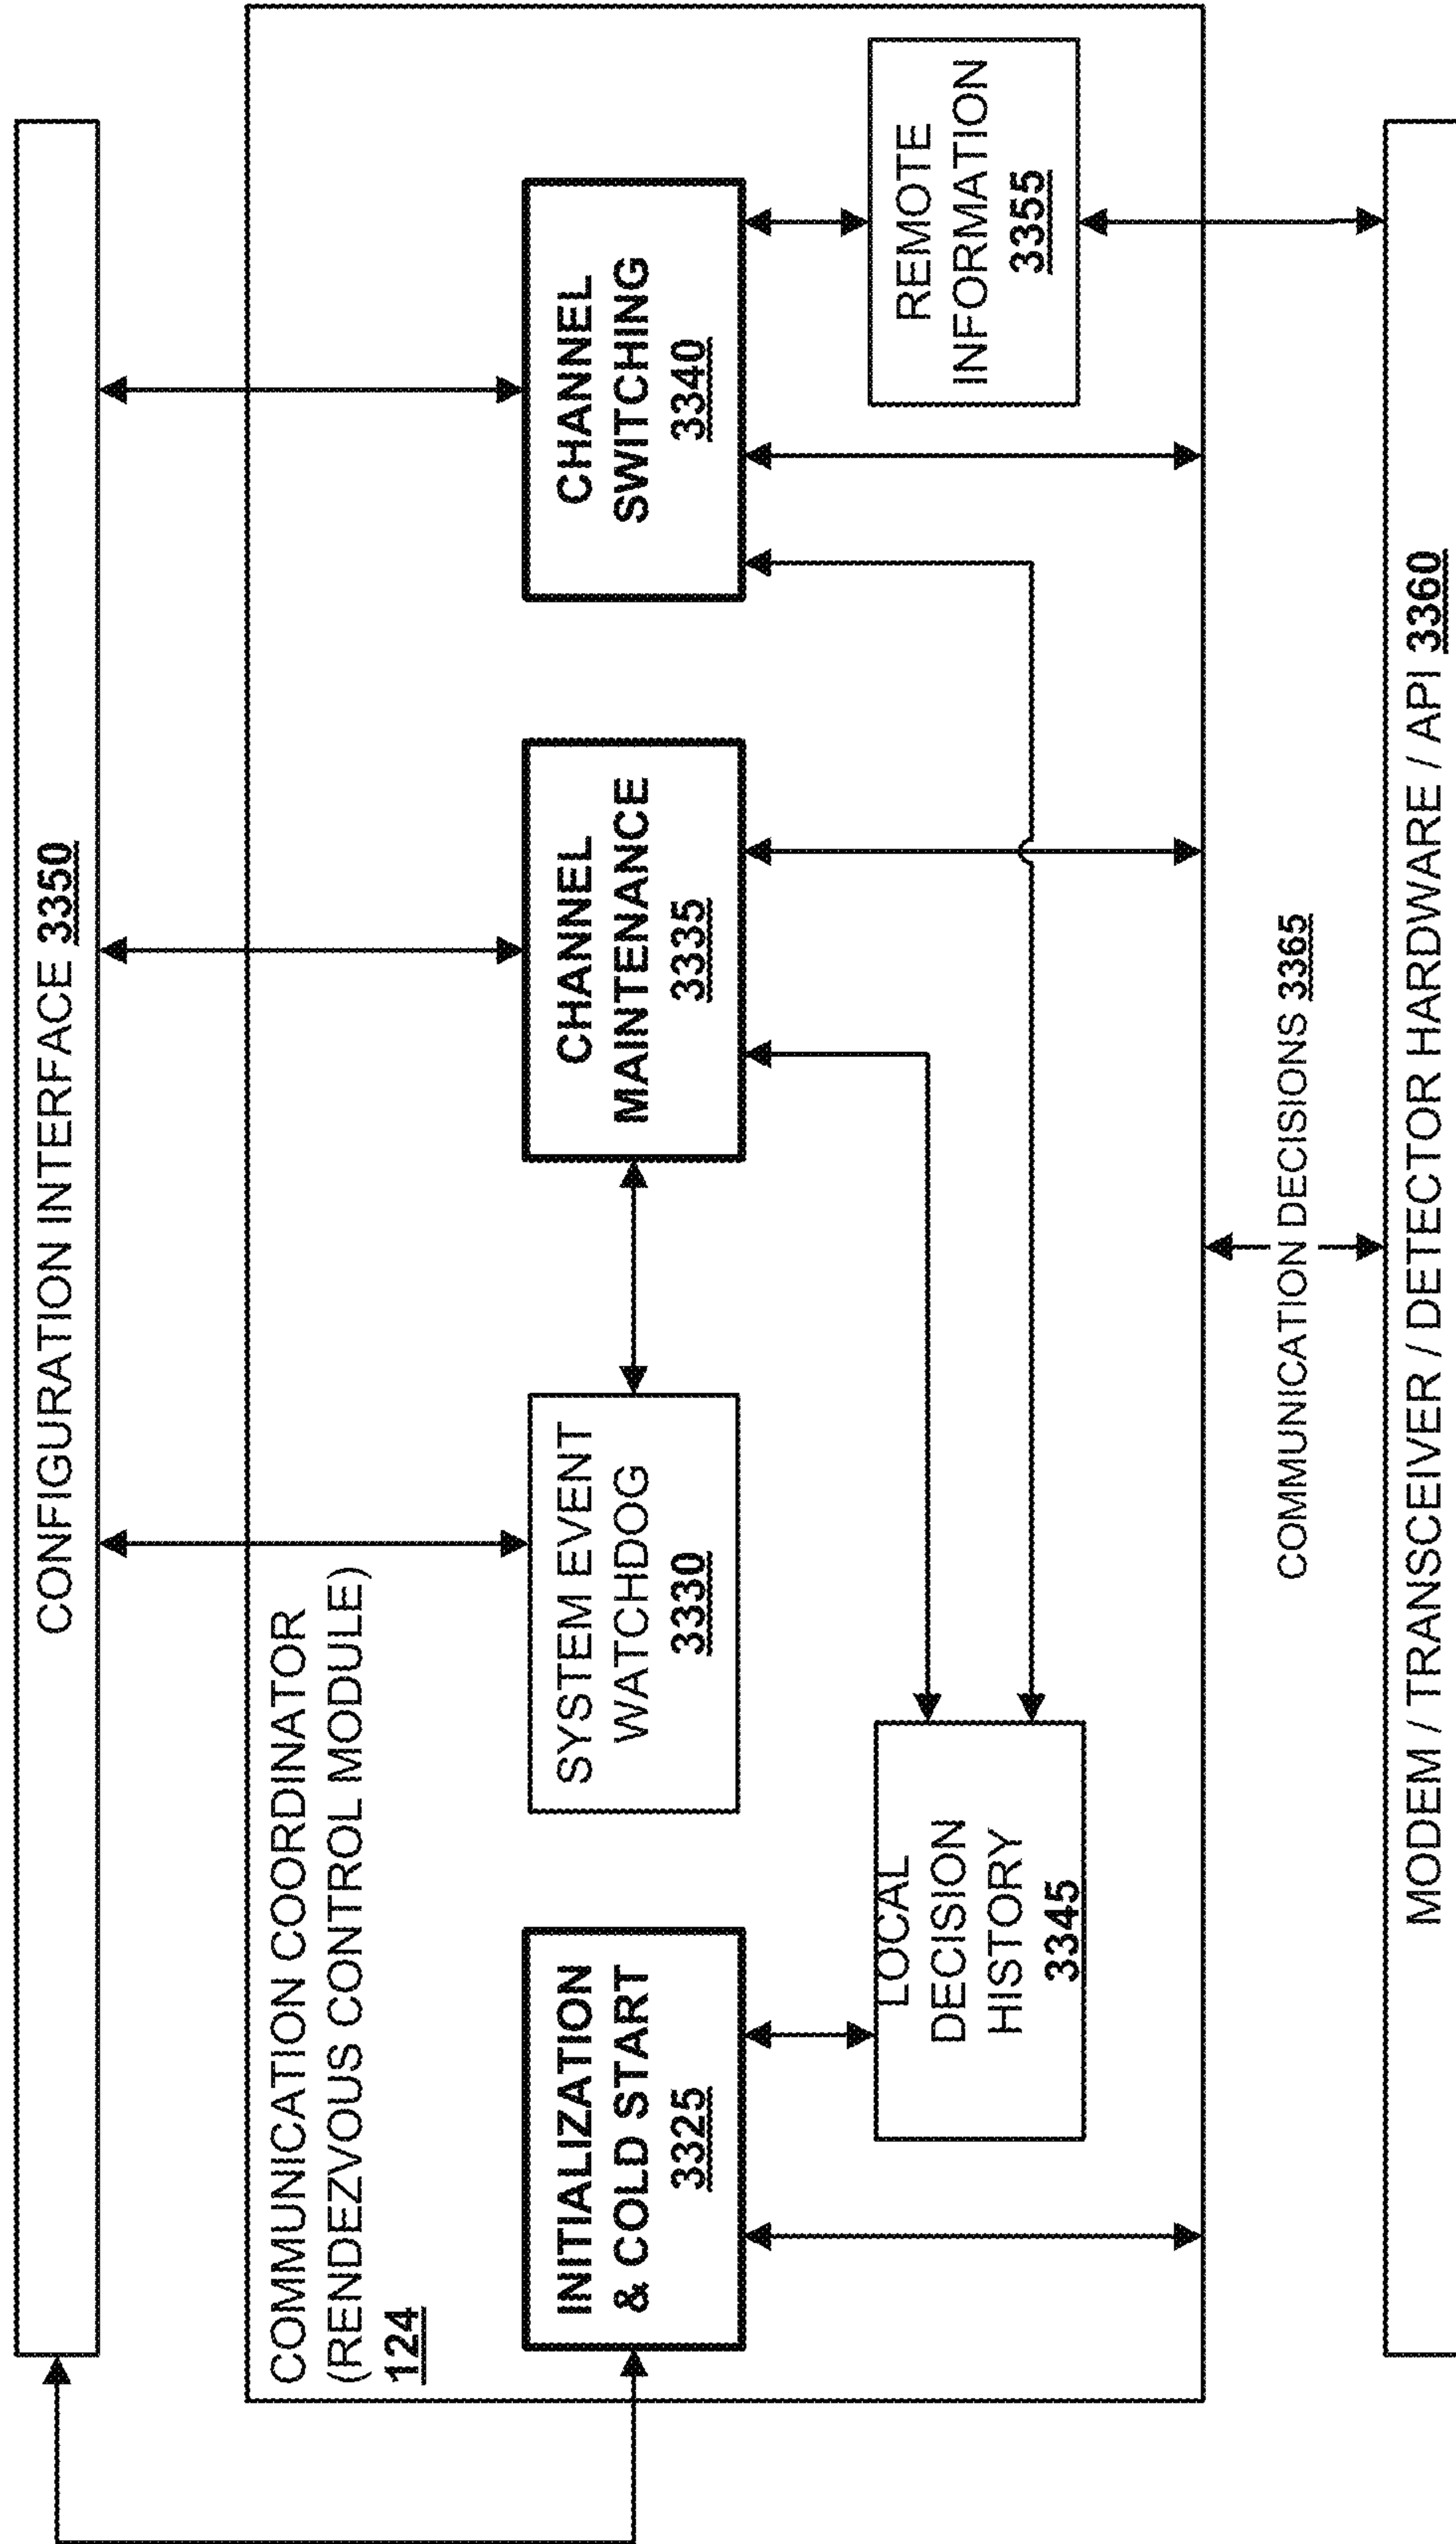 CONFIGURATION INTERFACE 3350
COMMUNICATION COORDINATOR
(RENDEZVOUS CONTROL MODULE)
124
INITIALIZATION
& COLD START
3325
SYSTEM EVENT
WATCHDOG
3330
CHANNEL
MAINTENANCE
3335
CHANNEL
SWITCHING
3340
LOCAL
DECISION
HISTORY
3345
REMOTE
INFORMATION
3355
COMMUNICATION DECISIONS 3365
MODEM / TRANSCEIVER / DETECTOR HARDWARE / API 3360